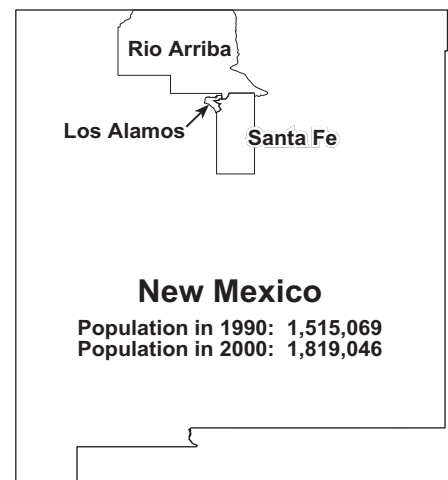 Rio Arriba
Los Alamos
Santa Fe
New Mexico
Population in 1990: 1,515,069
Population in 2000: 1,819,046